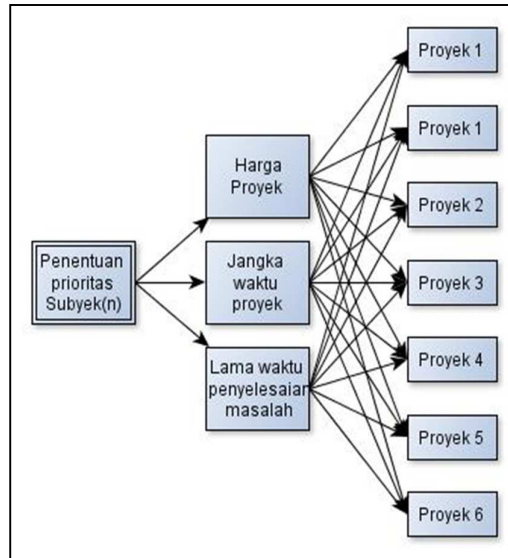 Penentuan
prioritas
Subyek(n)
Harga
Proyek
Jangka
waktu
proyek
Lama waktu
penyelesaian
masalah
Proyek 1
Proyek 1
Proyek 2
Proyek 3
Proyek 4
Proyek 5
Proyek 6